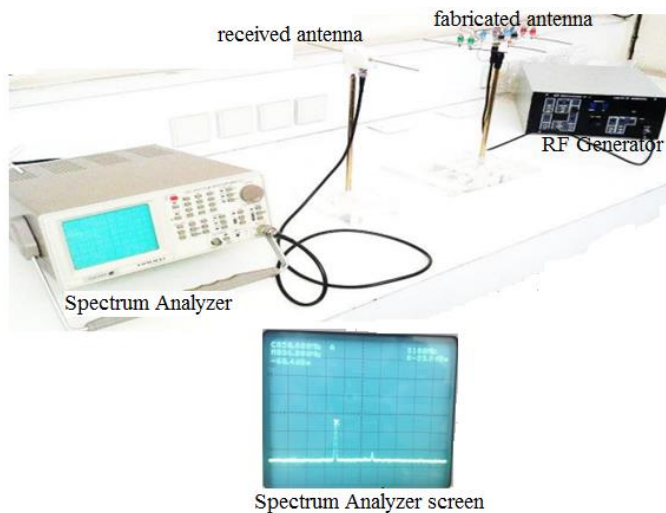 fabricated antenna
received antenna
RF Generator
Spectrum Analyzer
Spectrum Analyzer screen